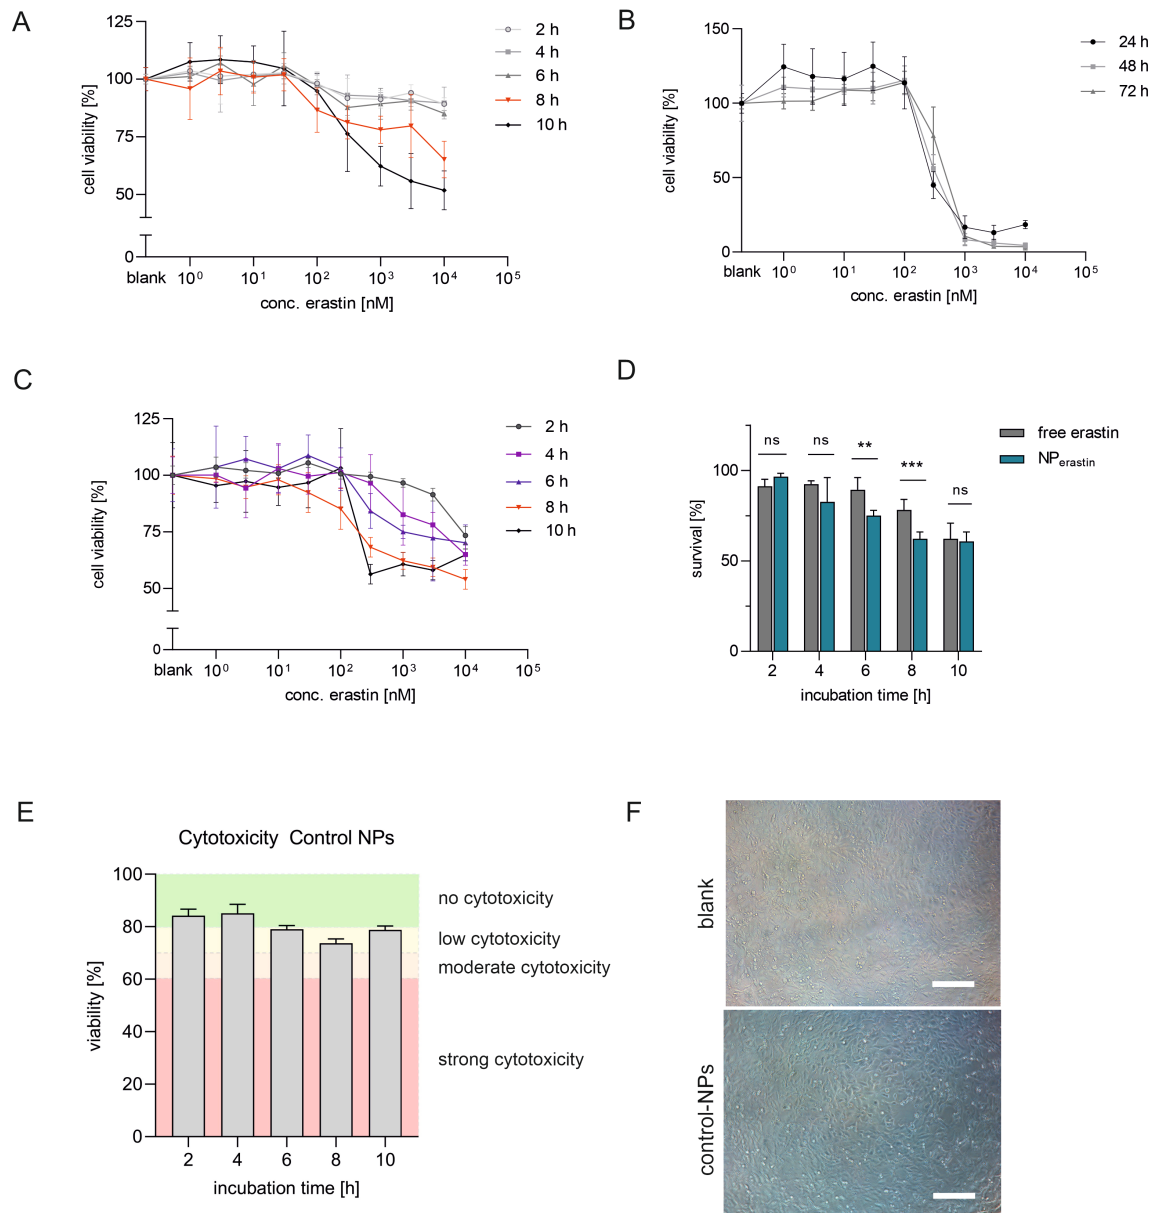 A
125
100
75
50
0
cell viability [%]
blank 10⁰ 10¹ 10² 10³ 10⁴ 10⁵
conc. erastin [nM]
2 h
4 h
6 h
8 h
10 h
B
150
100
50
0
cell viability [%]
blank 10⁰ 10¹ 10² 10³ 10⁴ 10⁵
conc. erastin [nM]
24 h
48 h
72 h
C
125
100
75
50
0
cell viability [%]
blank 10⁰ 10¹ 10² 10³ 10⁴ 10⁵
conc. erastin [nM]
2 h
4 h
6 h
8 h
10 h
D
100
50
0
survival [%]
ns ns ** *** ns
2 4 6 8 10
incubation time [h]
free erastin
NPerastin
E
Cytotoxicity Control NPs
100
80
60
40
20
0
viability [%]
2 4 6 8 10
incubation time [h]
no cytotoxicity
low cytotoxicity
moderate cytotoxicity
strong cytotoxicity
F
blank
control-NPs